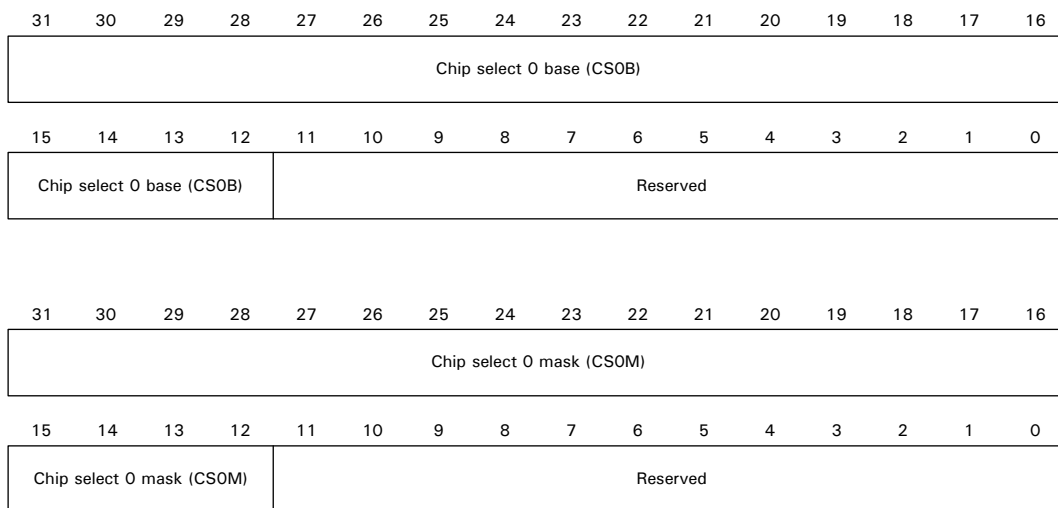 31 30 29 28 27 26 25 24 23 22 21 20 19 18 17 16
Chip select 0 base (CS0B)
15 14 13 12 11 10 9 8 7 6 5 4 3 2 1 0
Chip select 0 base (CS0B) Reserved
31 30 29 28 27 26 25 24 23 22 21 20 19 18 17 16
Chip select 0 mask (CS0M)
15 14 13 12 11 10 9 8 7 6 5 4 3 2 1 0
Chip select 0 mask (CS0M) Reserved